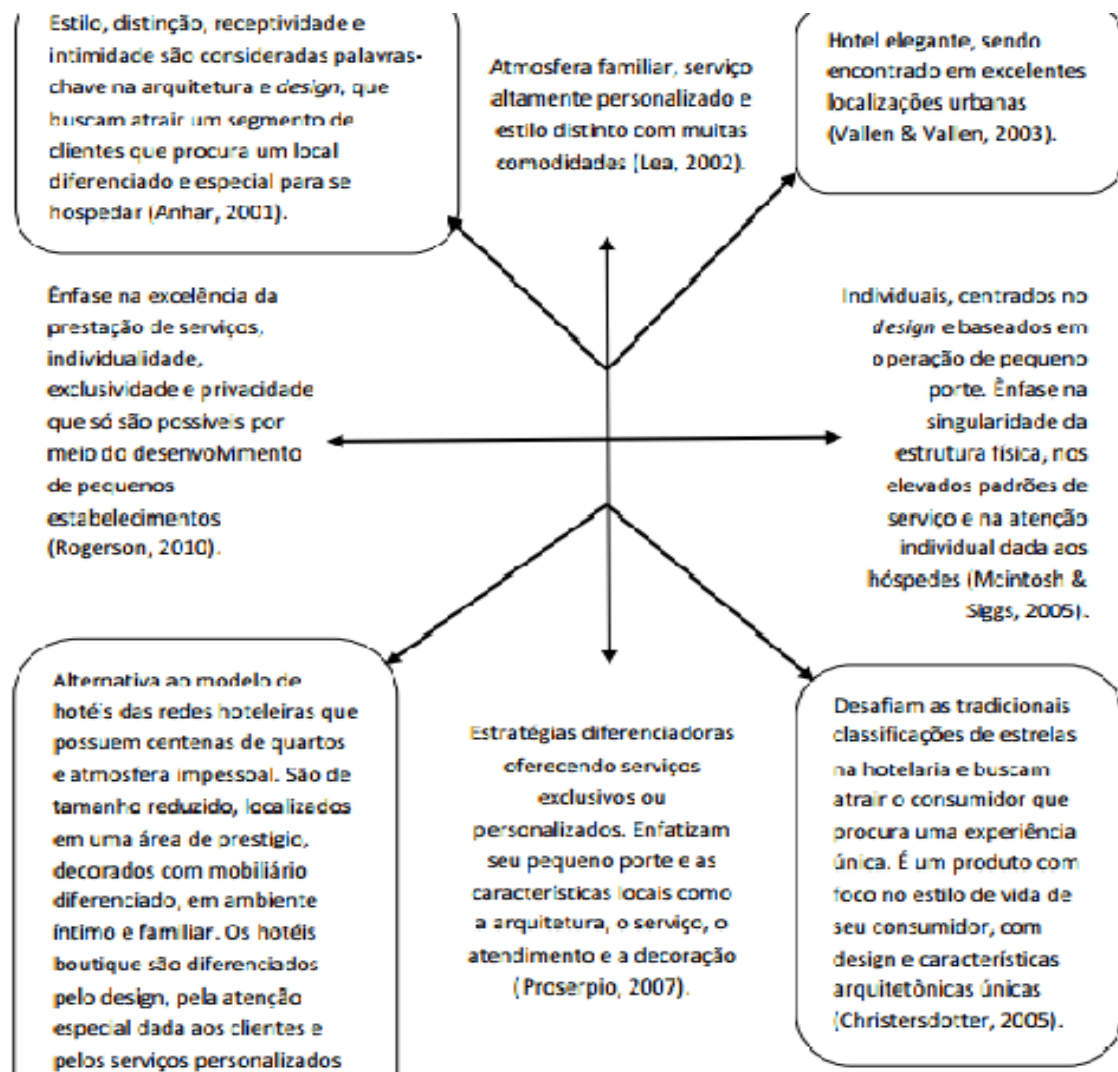 Estilo, distinção, receptividade e
intimidade são consideradas palavras-
chave na arquitetura e design, que
buscam atrair um segmento de
clientes que procura um local
diferenciado e especial para se
hospedar (Anhar, 2001).
Atmosfera familiar, serviço
altamente personalizado e
estilo distinto com muitas
comodidades (Lea, 2002).
Hotel elegante, sendo
encontrado em excelentes
localizações urbanas
(Vallen & Vallen, 2003).
Ênfase na excelência da
prestação de serviços,
individualidade,
exclusividade e privacidade
que só são possíveis por
meio do desenvolvimento
de pequenos
estabelecimentos
(Rogerson, 2010).
Individuais, centrados no
design e baseados em
operação de pequeno
porte. Ênfase na
singularidade da
estrutura física, nos
elevados padrões de
serviço e na atenção
individual dada aos
hóspedes (Mcintosh &
Siggs, 2005).
Alternativa ao modelo de
hotéis das redes hoteleiras que
possuem centenas de quartos
e atmosfera impessoal. São de
tamanho reduzido, localizados
em uma área de prestígio,
decorados com mobiliário
diferenciado, em ambiente
íntimo e familiar. Os hotéis
boutique são diferenciados
pelo design, pela atenção
especial dada aos clientes e
pelos serviços personalizados
Estratégias diferenciadoras
oferecendo serviços
exclusivos ou
personalizados. Enfatizam
seu pequeno porte e as
características locais como
a arquitetura, o serviço, o
atendimento e a decoração
(Proserpio, 2007).
Desafiam as tradicionais
classificações de estrelas
na hotelaria e buscam
atrair o consumidor que
procura uma experiência
única. É um produto com
foco no estilo de vida de
seu consumidor, com
design e características
arquitetônicas únicas
(Christersdotter, 2005).